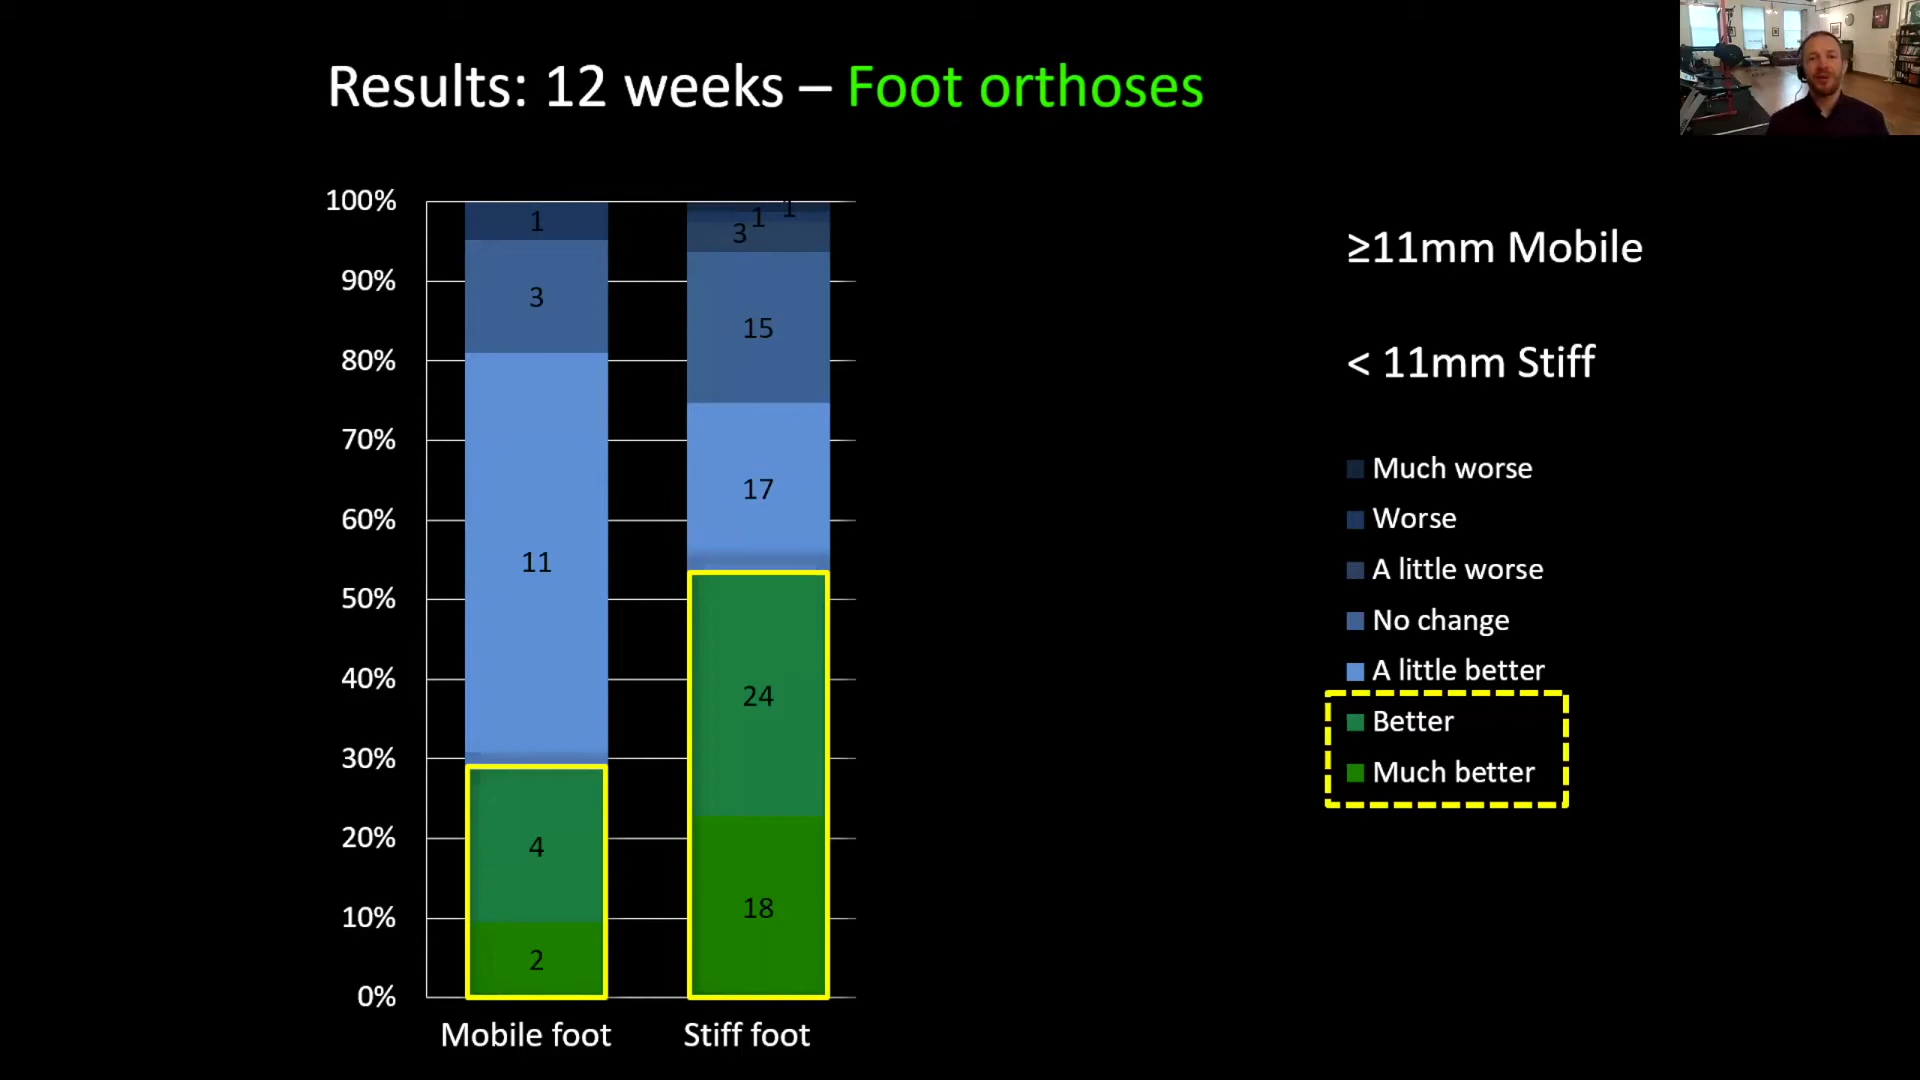 Results: 12 weeks – Foot orthoses
100%
90%
80%
70%
60%
50%
40%
30%
20%
10%
0%
1
3
11
4
2
1
1
3
15
17
24
18
Mobile foot
Stiff foot
≥11mm Mobile
< 11mm Stiff
Much worse
Worse
A little worse
No change
A little better
Better
Much better